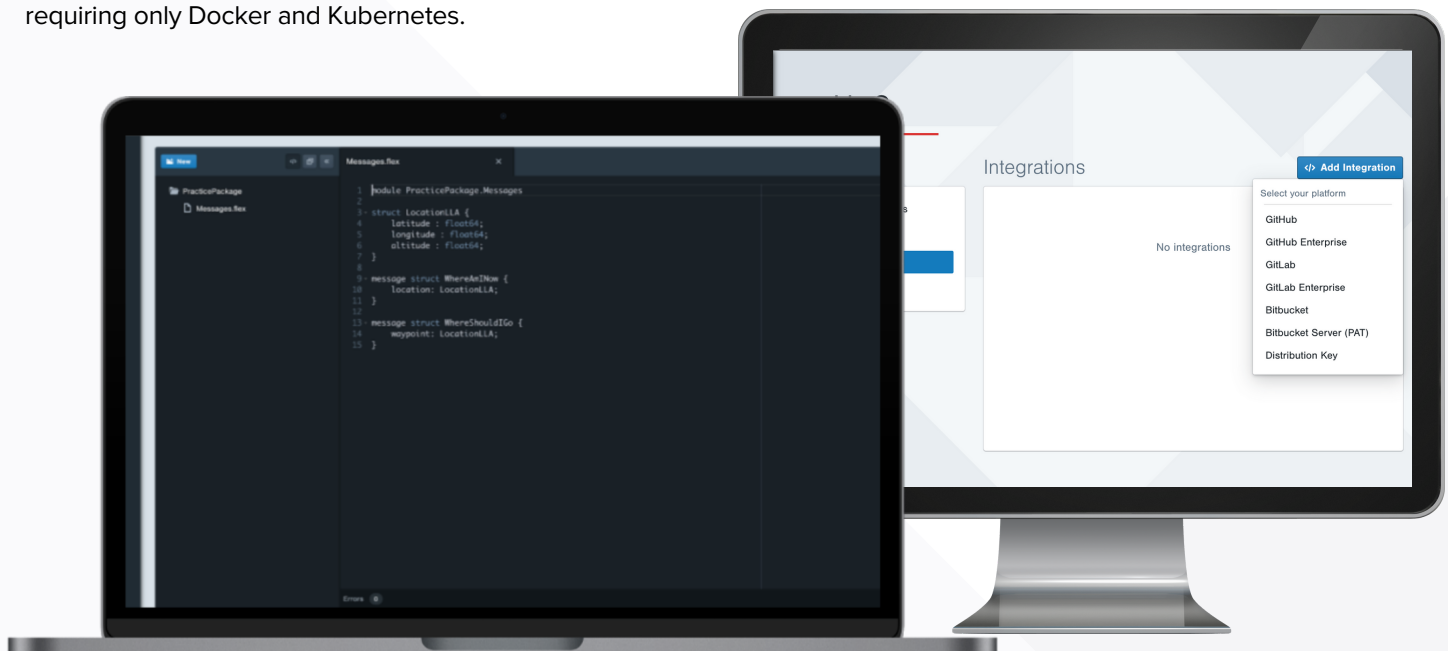 requiring only Docker and Kubernetes.
New
Messages.flex
PracticePackage
Messages.flex
1 module PracticePackage.Messages
2
3 struct LocationLLA {
4 latitude : float64;
5 longitude : float64;
6 altitude : float64;
7 }
8
9 message struct WhereAmINow {
10 location: LocationLLA;
11 }
12
13 message struct WhereShouldIGo {
14 waypoint: LocationLLA;
15 }
Errors 0
Integrations
</> Add Integration
Select your platform
GitHub
GitHub Enterprise
GitLab
GitLab Enterprise
Bitbucket
Bitbucket Server (PAT)
Distribution Key
No integrations